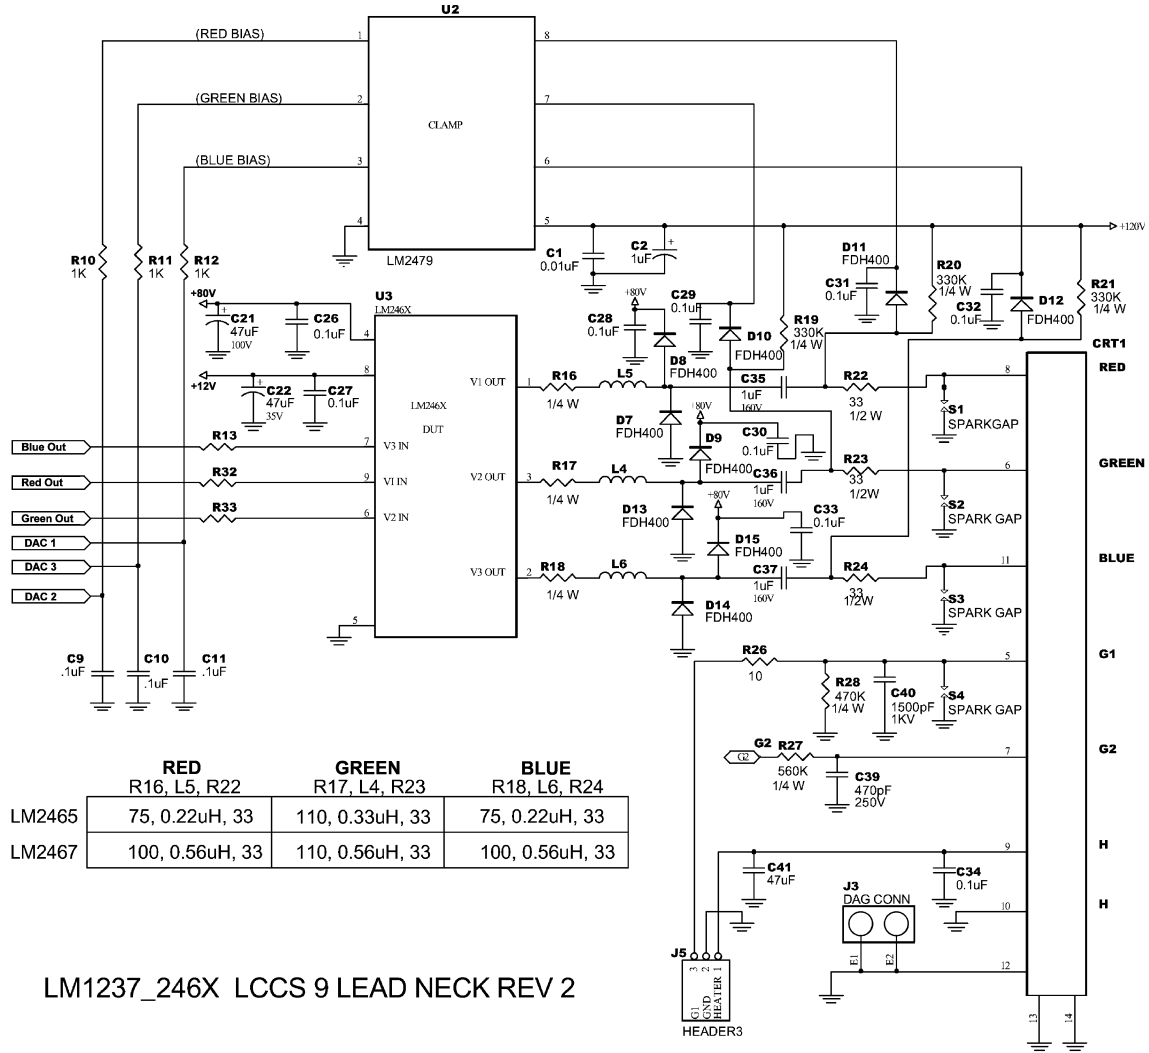 U2
(RED BIAS)
1
8
(GREEN BIAS)
2
7
CLAMP
(BLUE BIAS)
3
6
4
5
+120V
LM2479
R10
1K
R11
1K
R12
1K
C1
0.01uF
C2
1uF
+
D11
FDH400
C31
0.1uF
R20
330K
1/4 W
C32
0.1uF
D12
FDH400
R21
330K
1/4 W
+80V
C21
47uF
100V
+
C26
0.1uF
U3
LM246X
4
+80V
C28
0.1uF
C29
0.1uF
D10
FDH400
R19
330K
1/4 W
D8
FDH400
+12V
C22
47uF
35V
+
C27
0.1uF
8
LM246X
DUT
V1 OUT
1
R16
1/4 W
L5
C35
1uF
160V
R22
33
1/2 W
CRT1
RED
8
S1
SPARKGAP
D7
FDH400
+80V
D9
FDH400
C30
0.1uF
Blue Out
R13
7
V3 IN
Red Out
R32
9
V1 IN
V2 OUT
3
R17
1/4 W
L4
C36
1uF
160V
R23
33
1/2W
GREEN
6
S2
SPARK GAP
Green Out
R33
6
V2 IN
D13
FDH400
+80V
D15
FDH400
C33
0.1uF
DAC 1
DAC 3
DAC 2
V3 OUT
2
R18
1/4 W
L6
C37
1uF
160V
R24
33
1/2W
BLUE
11
S3
SPARK GAP
D14
FDH400
5
C9
.1uF
C10
.1uF
C11
.1uF
R26
10
G1
5
R28
470K
1/4 W
C40
1500pF
1KV
S4
SPARK GAP
G2
G2
R27
560K
1/4 W
C39
470pF
250V
7
G2
RED GREEN BLUE
R16, L5, R22 R17, L4, R23 R18, L6, R24
LM2465 75, 0.22uH, 33 110, 0.33uH, 33 75, 0.22uH, 33
LM2467 100, 0.56uH, 33 110, 0.56uH, 33 100, 0.56uH, 33
C41
47uF
C34
0.1uF
9
H
J3
DAG CONN
E1
E2
10
H
12
J5
3
2
1
G1
GND
HEATER
HEADER3
13
14
LM1237_246X LCCS 9 LEAD NECK REV 2